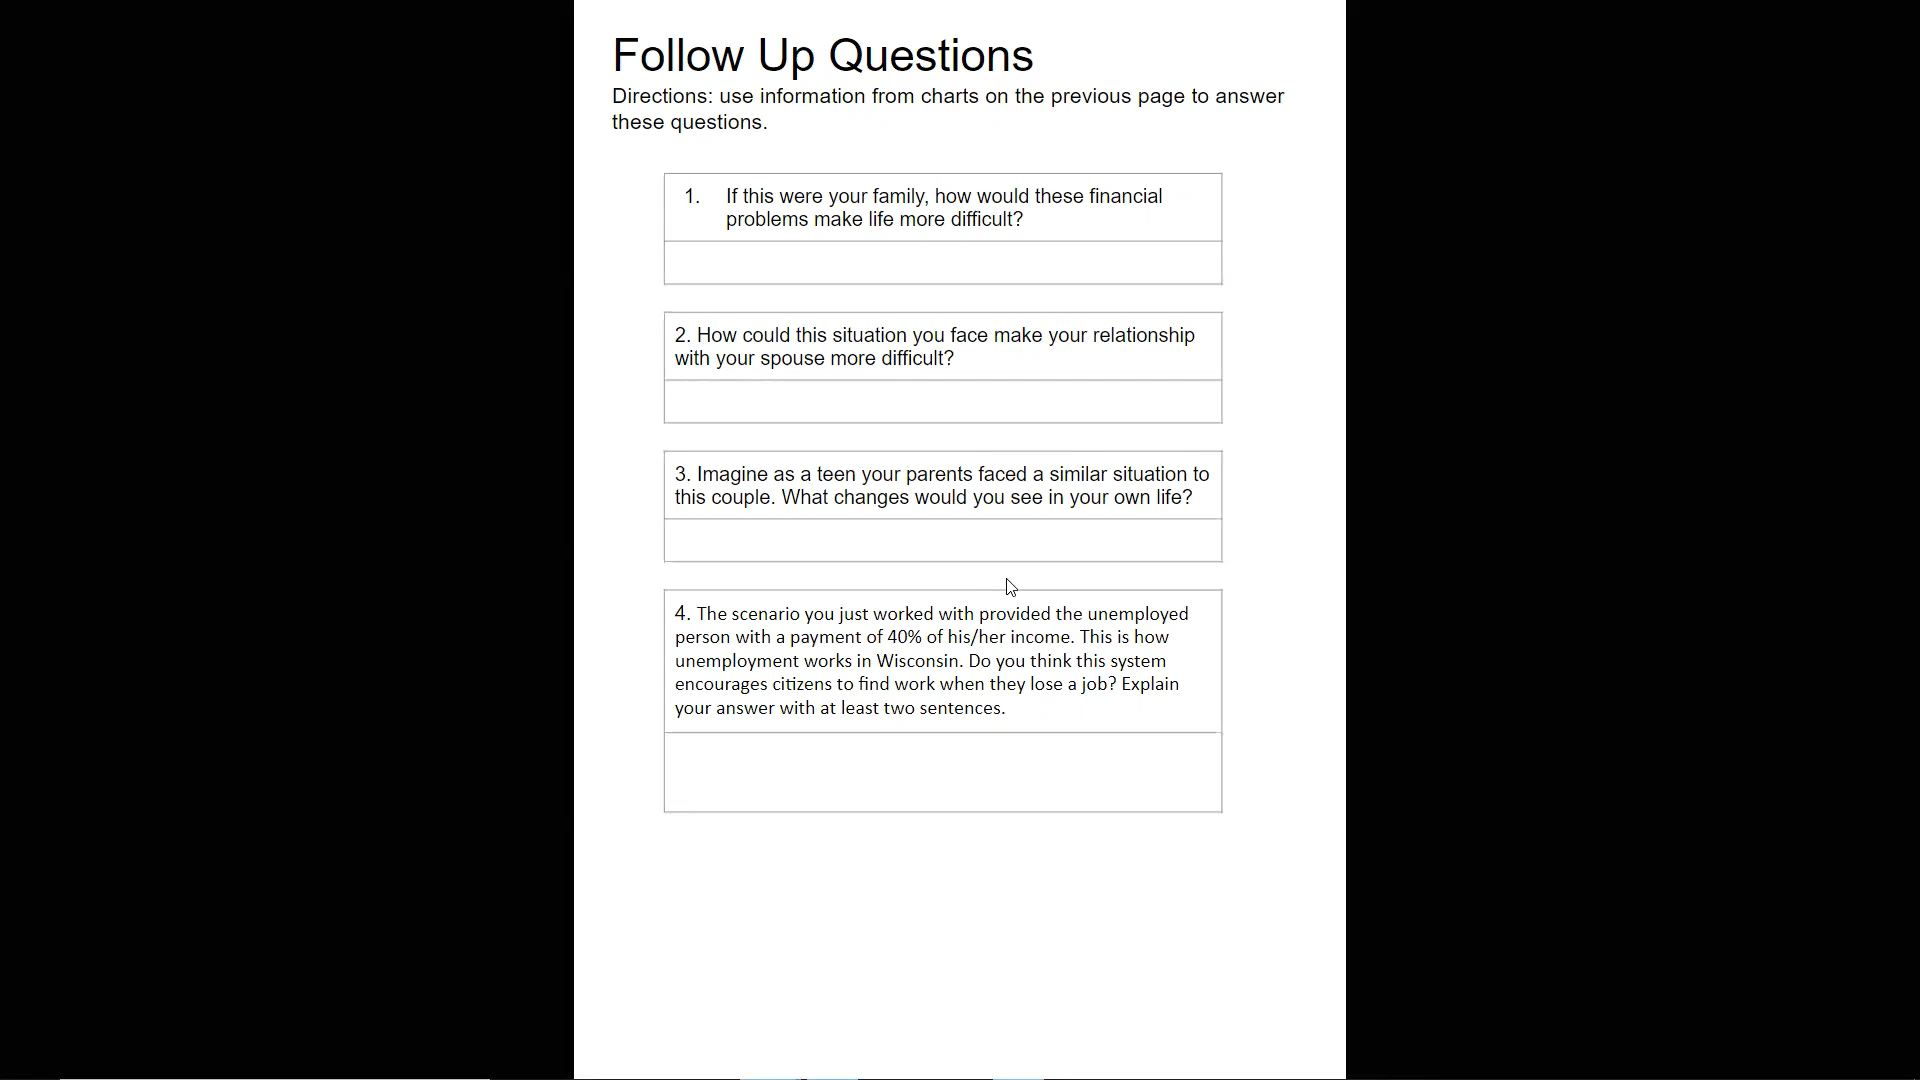 Follow Up Questions
Directions: use information from charts on the previous page to answer
these questions.
1. If this were your family, how would these financial
problems make life more difficult?
2. How could this situation you face make your relationship
with your spouse more difficult?
3. Imagine as a teen your parents faced a similar situation to
this couple. What changes would you see in your own life?
4. The scenario you just worked with provided the unemployed
person with a payment of 40% of his/her income. This is how
unemployment works in Wisconsin. Do you think this system
encourages citizens to find work when they lose a job? Explain
your answer with at least two sentences.